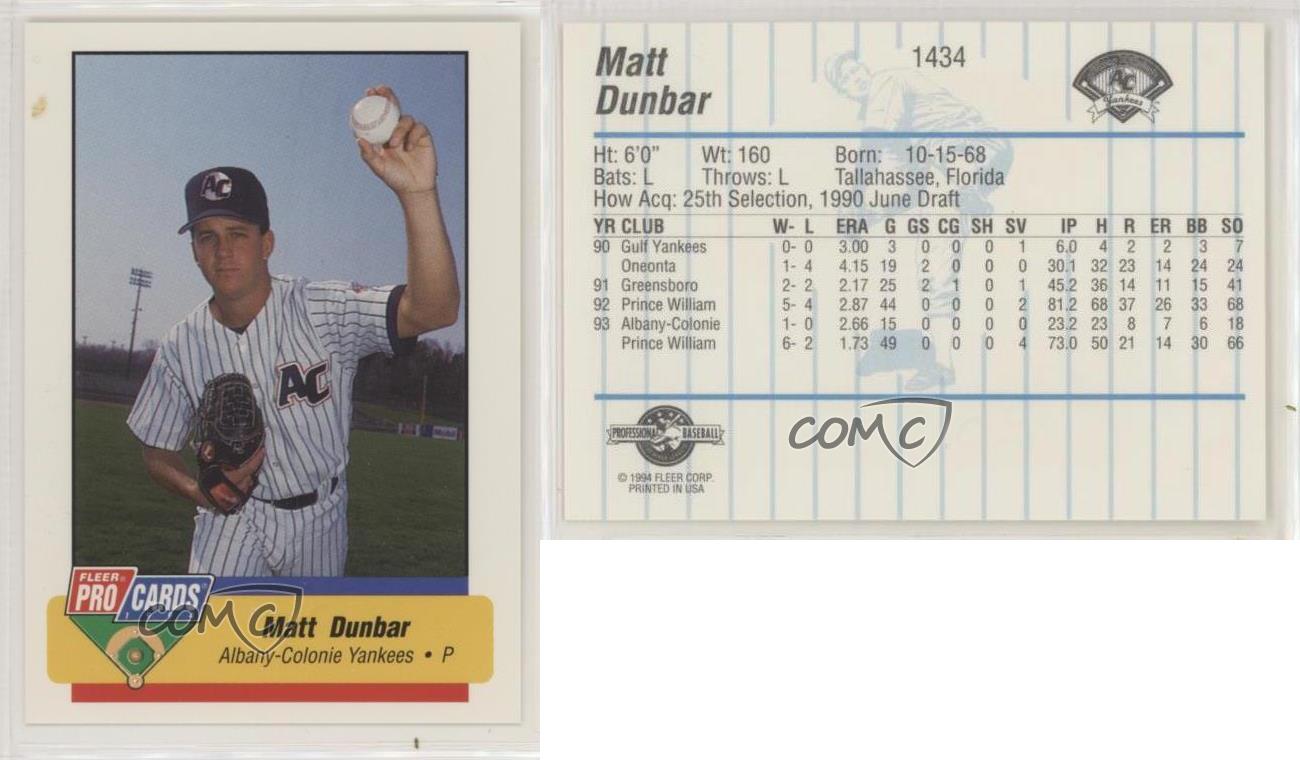 AC
AC
FLEER®
PRO CARDS®
COMC
Matt Dunbar
Albany-Colonie Yankees • P
Matt
Dunbar
1434
AC
Yankees
Ht: 6'0" Wt: 160 Born: 10-15-68
Bats: L Throws: L Tallahassee, Florida
How Acq: 25th Selection, 1990 June Draft
YR CLUB W- L ERA G GS CG SH SV IP H R ER BB SO
90 Gulf Yankees 0- 0 3.00 3 0 0 0 1 6.0 4 2 2 3 7
Oneonta 1- 4 4.15 19 2 0 0 0 30.1 32 23 14 24 24
91 Greensboro 2- 2 2.17 25 2 1 0 1 45.2 36 14 11 15 41
92 Prince William 5- 4 2.87 44 0 0 0 2 81.2 68 37 26 33 68
93 Albany-Colonie 1- 0 2.66 15 0 0 0 0 23.2 23 8 7 6 18
Prince William 6- 2 1.73 49 0 0 0 4 73.0 50 21 14 30 66
PROFESSIONAL BASEBALL
COMC
© 1994 FLEER CORP.
PRINTED IN USA